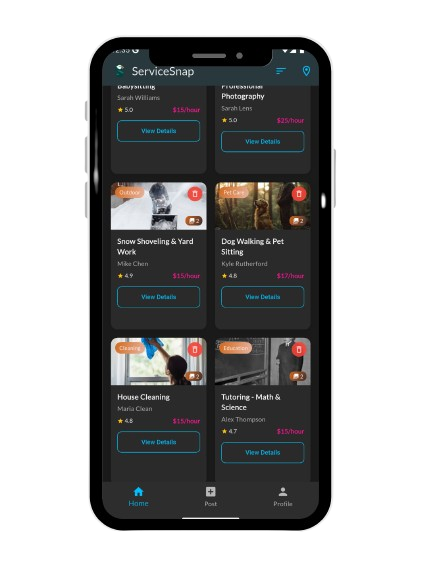 12:35 G
ServiceSnap
Babysitting
Sarah Williams
★ 5.0 $15/hour
View Details
Professional
Photography
Sarah Lens
★ 5.0 $25/hour
View Details
Outdoor
2
Snow Shoveling & Yard
Work
Mike Chen
★ 4.9 $15/hour
View Details
Pet Care
2
Dog Walking & Pet
Sitting
Kyle Rutherford
★ 4.8 $17/hour
View Details
Cleaning
2
House Cleaning
Maria Clean
★ 4.8 $15/hour
View Details
Education
2
Tutoring - Math &
Science
Alex Thompson
★ 4.7 $15/hour
View Details
Home Post Profile